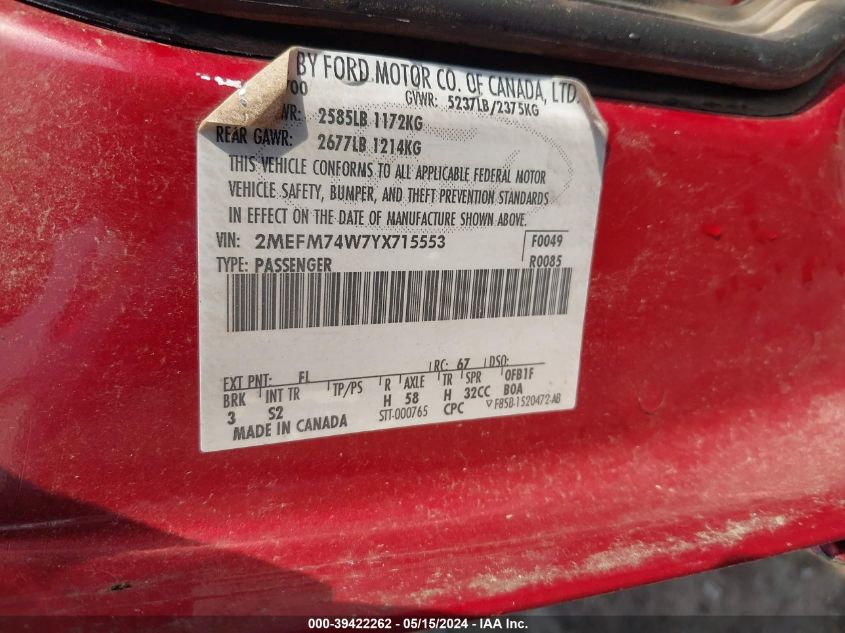 BY FORD MOTOR CO. OF CANADA, LTD.
700 GVWR: 5237LB/2375KG
WR: 2585LB 1172KG
REAR GAWR: 2677LB 1214KG
THIS VEHICLE CONFORMS TO ALL APPLICABLE FEDERAL MOTOR
VEHICLE SAFETY, BUMPER, AND THEFT PREVENTION STANDARDS
IN EFFECT ON THE DATE OF MANUFACTURE SHOWN ABOVE.
VIN: 2MEFM74W7YX715553 F0049
TYPE: PASSENGER R0085
EXT PNT: FL RC: 67 DSO:
BRK INT TR TP/PS R AXLE TR SPR 0FB1F
3 S2 H 58 H 32CC B0A
MADE IN CANADA STT-000765 CPC ▽ F85B-1520472-AB
000-39422262 - 05/15/2024 - IAA Inc.